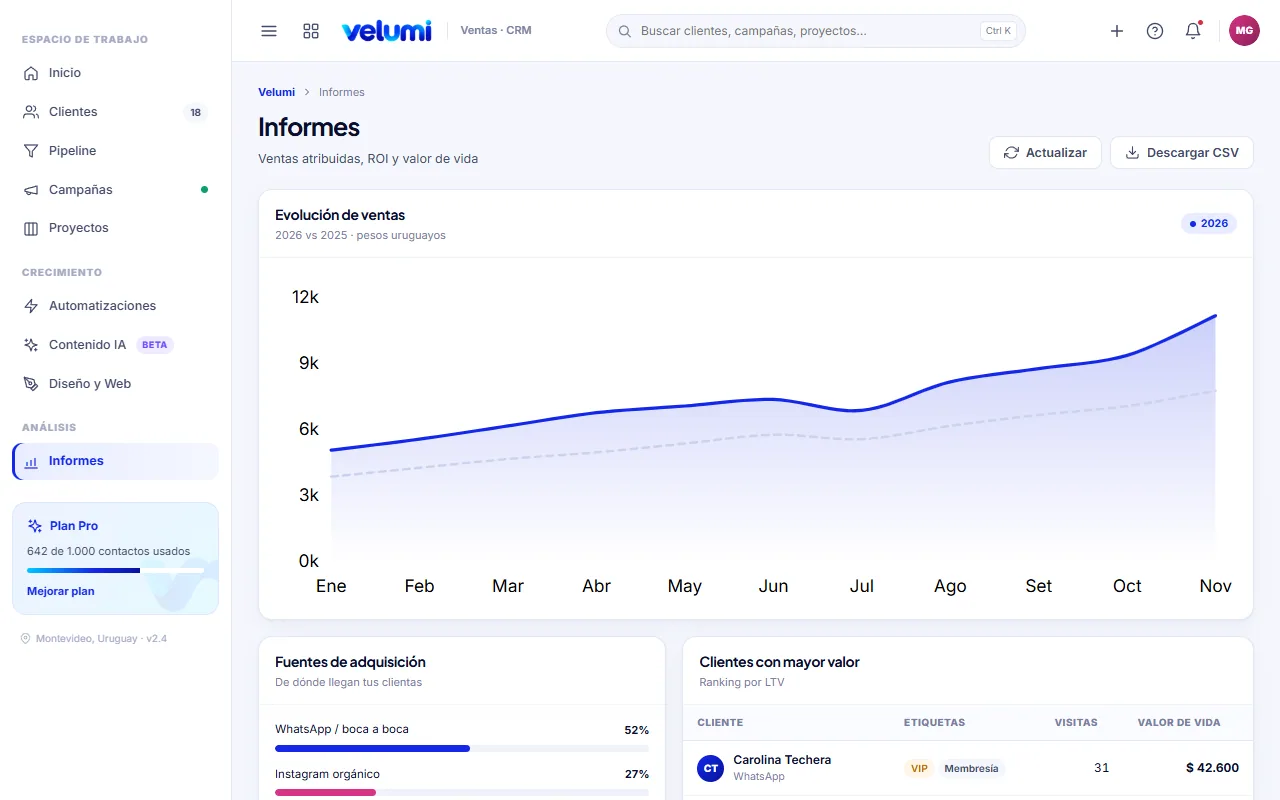 ESPACIO DE TRABAJO
Inicio
Clientes 18
Pipeline
Campañas
Proyectos
CRECIMIENTO
Automatizaciones
Contenido IA BETA
Diseño y Web
ANÁLISIS
Informes
Plan Pro
642 de 1.000 contactos usados
Mejorar plan
Montevideo, Uruguay · v2.4
velumi Ventas · CRM Buscar clientes, campañas, proyectos... Ctrl K MG
Velumi > Informes
Informes
Ventas atribuidas, ROI y valor de vida
Actualizar Descargar CSV
Evolución de ventas
2026 vs 2025 · pesos uruguayos
2026
12k
9k
6k
3k
0k
Ene Feb Mar Abr May Jun Jul Ago Set Oct Nov
Fuentes de adquisición
De dónde llegan tus clientes
WhatsApp / boca a boca 52%
Instagram orgánico 27%
Clientes con mayor valor
Ranking por LTV
CLIENTE ETIQUETAS VISITAS VALOR DE VIDA
CT Carolina Techera VIP Membresía 31 $ 42.600
WhatsApp